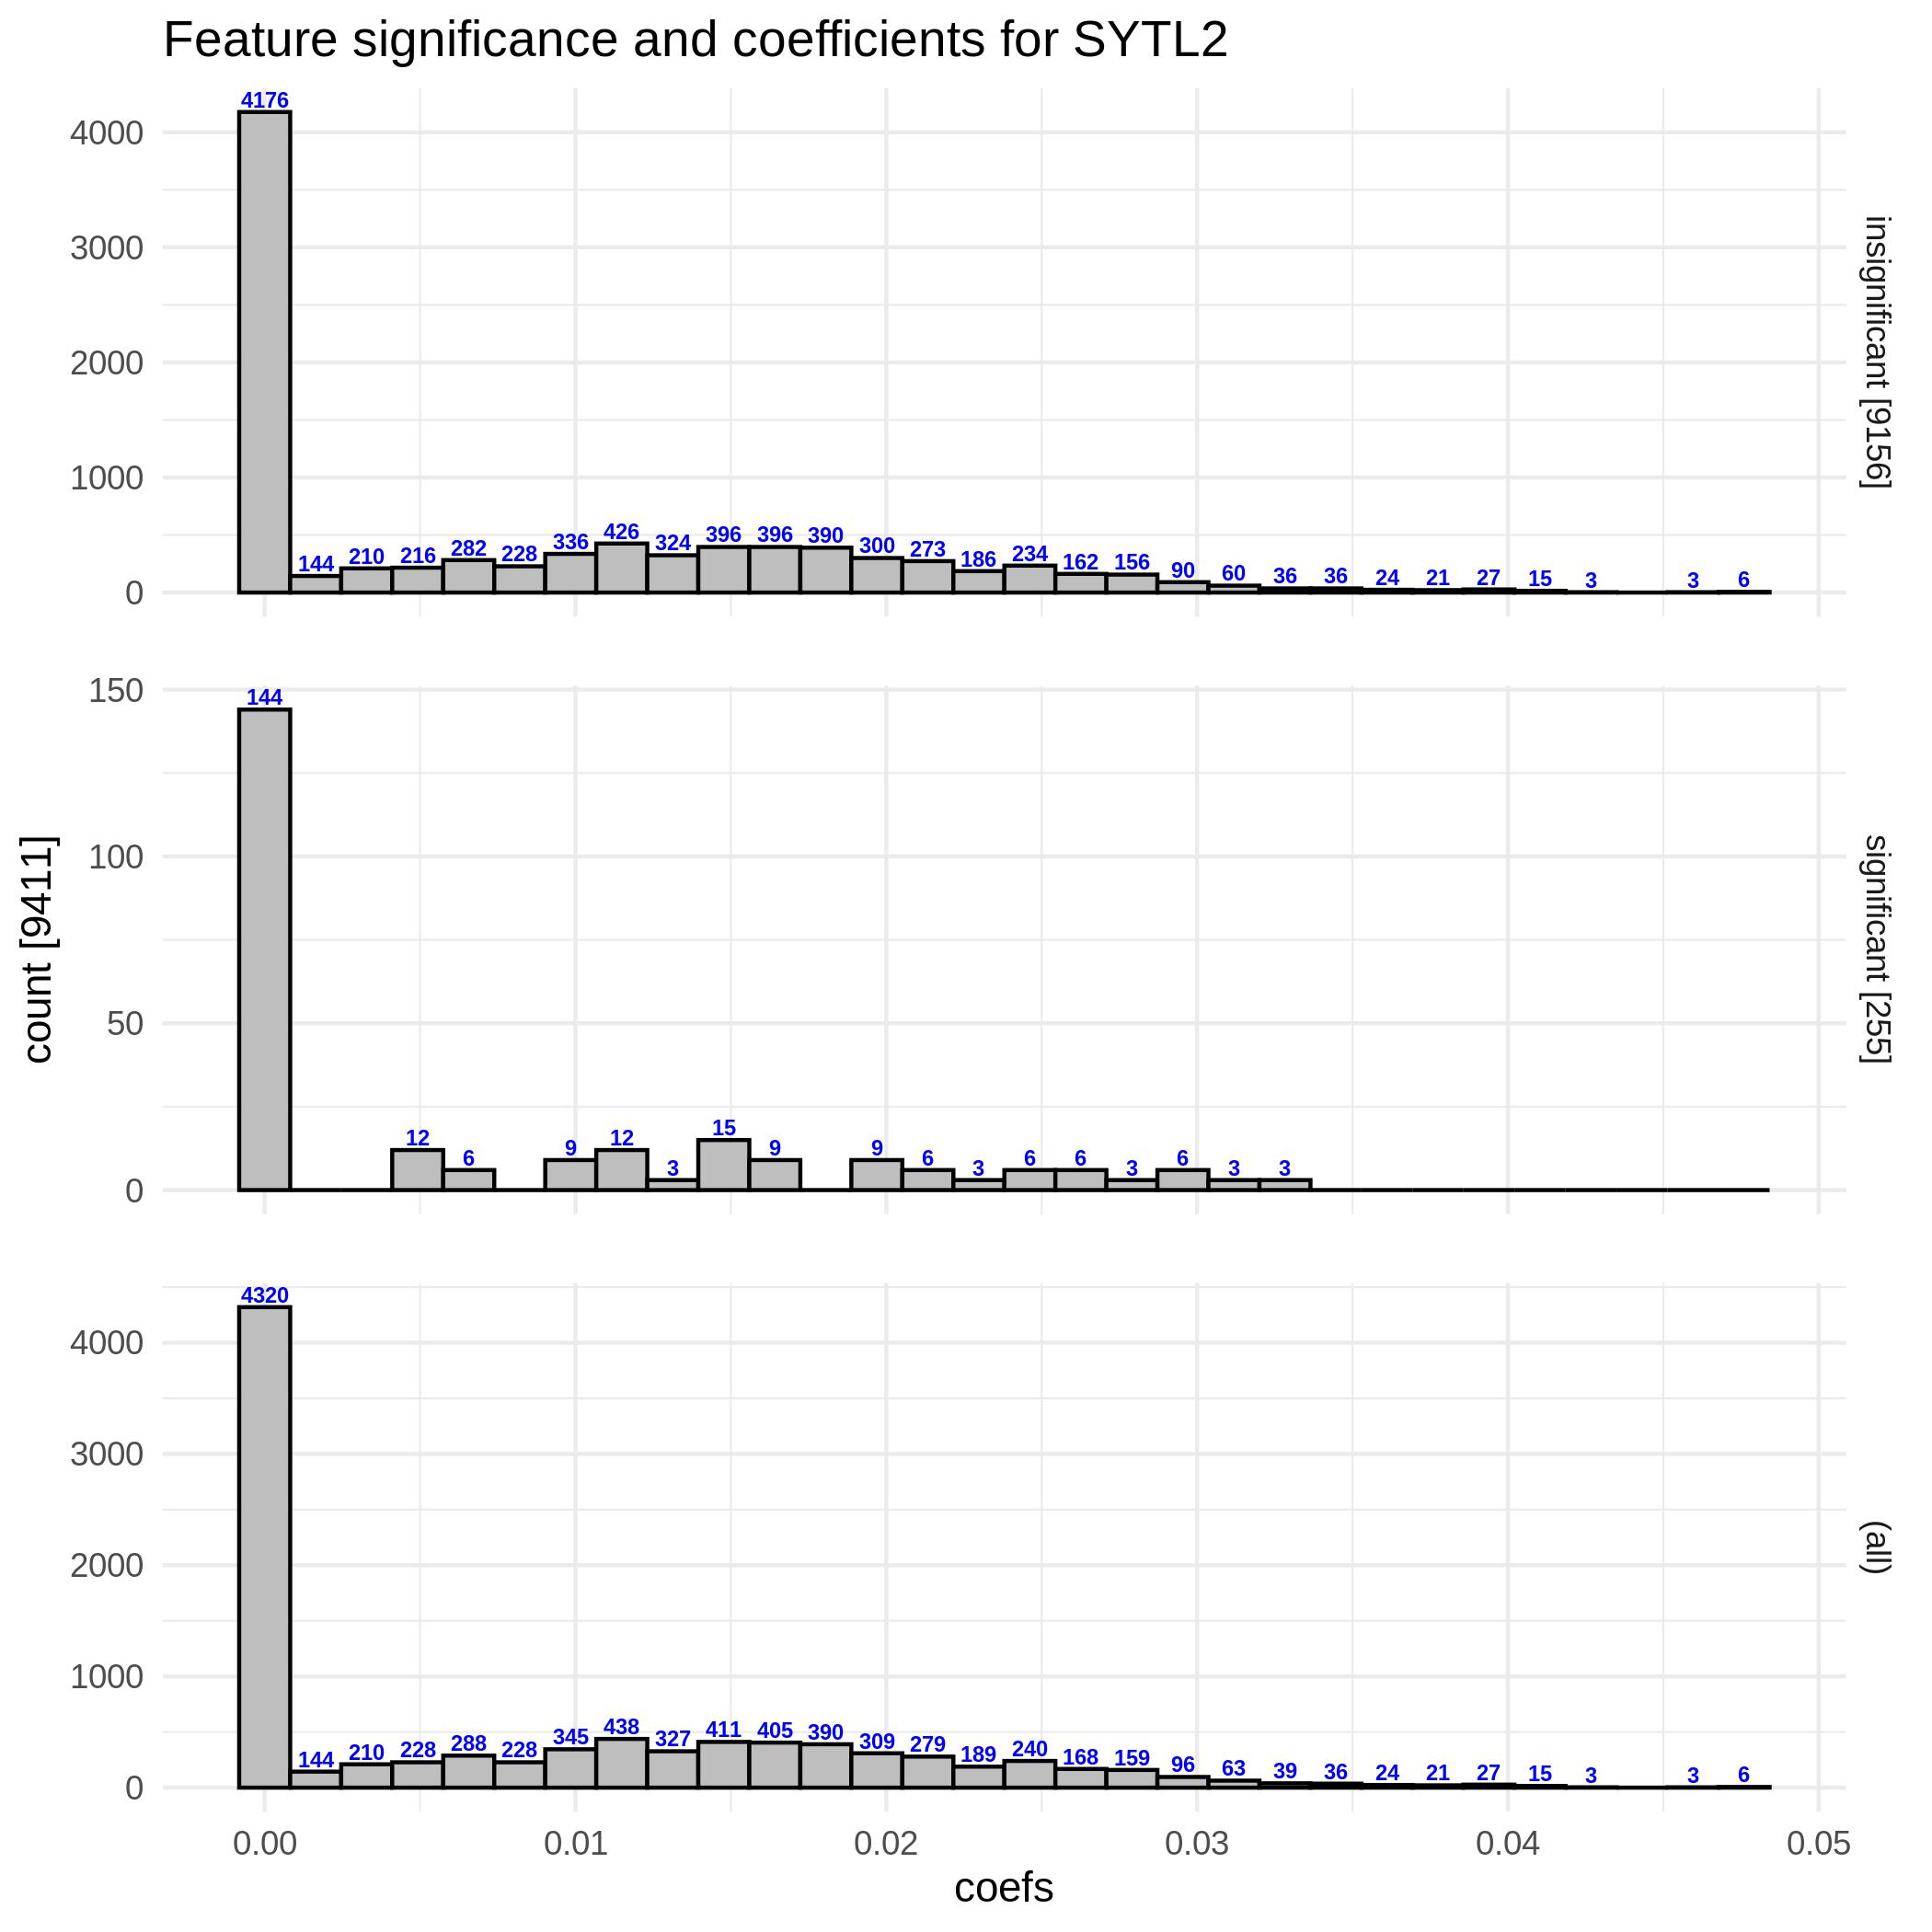 Feature significance and coefficients for SYTL2
4176
4000
3000
2000
1000
0
144 210 216 282 228 336 426 324 396 396 390 300 273 186 234 162 156 90 60 36 36 24 21 27 15 3 3 6
insignificant [9156]
150
100
50
0
144
12 6 9 12 3 15 9 9 6 3 6 6 3 6 3 3
significant [255]
count [9411]
4320
4000
3000
2000
1000
0
144 210 228 288 228 345 438 327 411 405 390 309 279 189 240 168 159 96 63 39 36 24 21 27 15 3 3 6
(all)
0.00 0.01 0.02 0.03 0.04 0.05
coefs